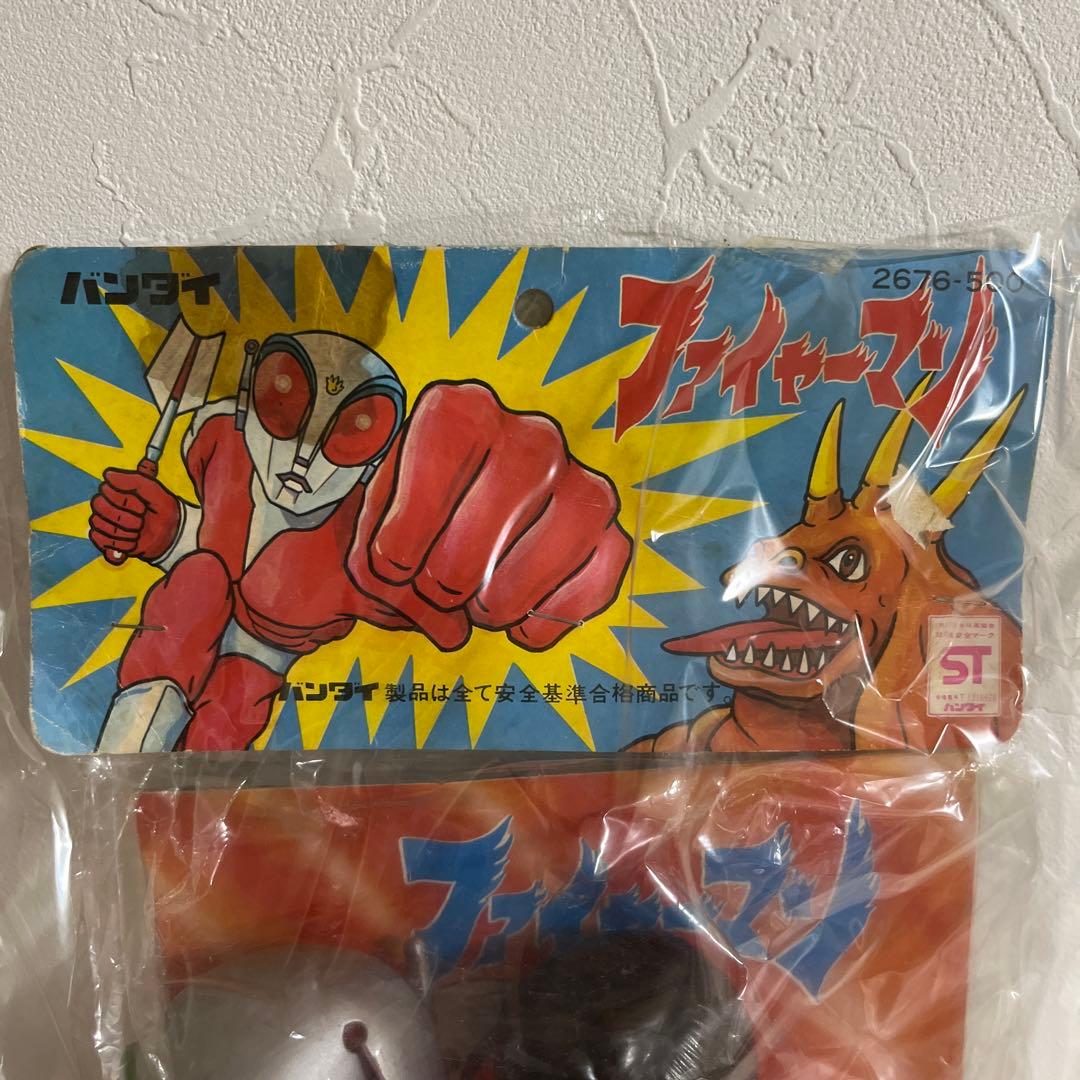 バンダイ
2676-500
ファイヤーマン
ST
バンダイ
バンダイ 製品は全て安全基準合格商品です。
ファイヤーマン